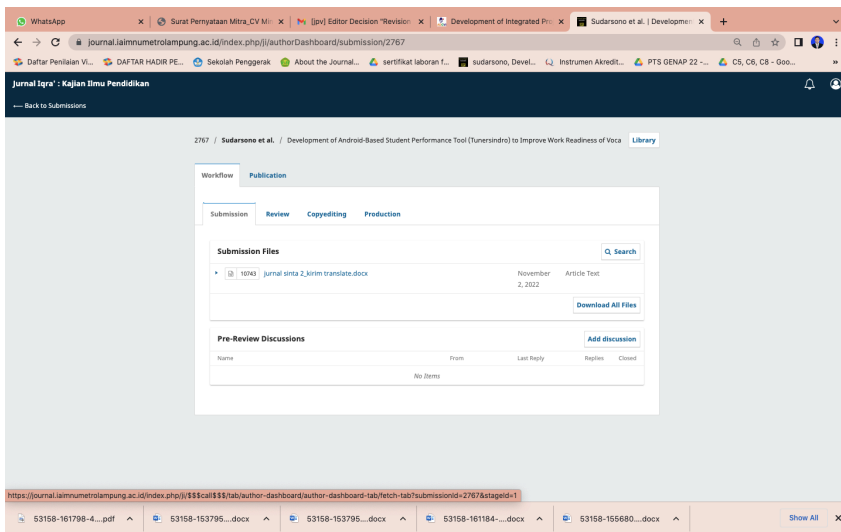 WhatsApp
Surat Pernyataan Mitra_CV Min
[jpv] Editor Decision "Revision
Development of Integrated Pro
Sudarsono et al. | Developmen
journal.iaimnumetrolampung.ac.id/index.php/ji/authorDashboard/submission/2767
Daftar Penilaian Vi...
DAFTAR HADIR PE...
Sekolah Penggerak
About the Journal...
sertifikat laboran f...
sudarsono, Devel...
Instrumen Akredit...
PTS GENAP 22 -...
C5, C6, C8 - Goo...
»
Jurnal Iqra' : Kajian Ilmu Pendidikan
Back to Submissions
2767 / Sudarsono et al. / Development of Android-Based Student Performance Tool (Tunersindro) to Improve Work Readiness of Voca
Library
Workflow Publication
Submission Review Copyediting Production
Submission Files
Search
10743 jurnal sinta 2_kirim translate.docx
November 2, 2022
Article Text
Download All Files
Pre-Review Discussions
Add discussion
Name From Last Reply Replies Closed
No Items
https://journal.iaimnumetrolampung.ac.id/index.php/ji/$$$call$$$/tab/author-dashboard/author-dashboard-tab/fetch-tab?submissionId=2767&stageId=1
53158-161798-4....pdf
53158-153795....docx
53158-153795....docx
53158-161184-....docx
53158-155680....docx
Show All